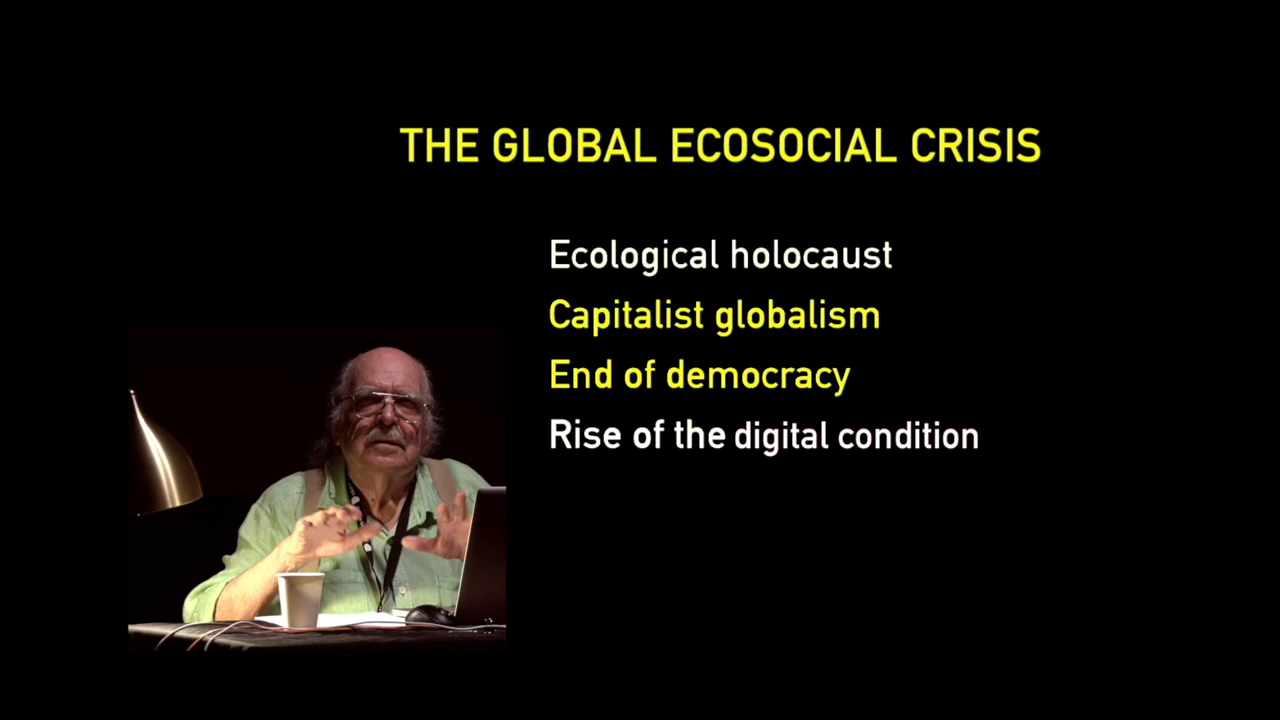 THE GLOBAL ECOSOCIAL CRISIS
Ecological holocaust
Capitalist globalism
End of democracy
Rise of the digital condition